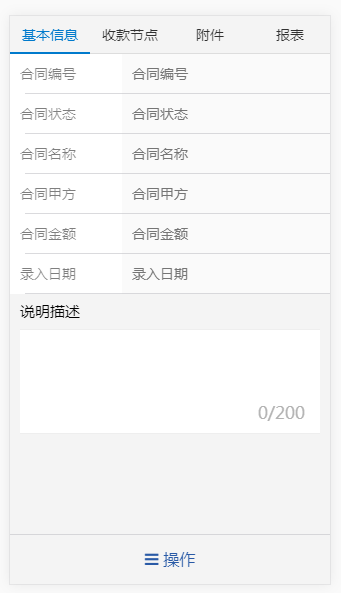 基本信息 收款节点 附件 报表
合同编号 合同编号
合同状态 合同状态
合同名称 合同名称
合同甲方 合同甲方
合同金额 合同金额
录入日期 录入日期
说明描述
0/200
操作